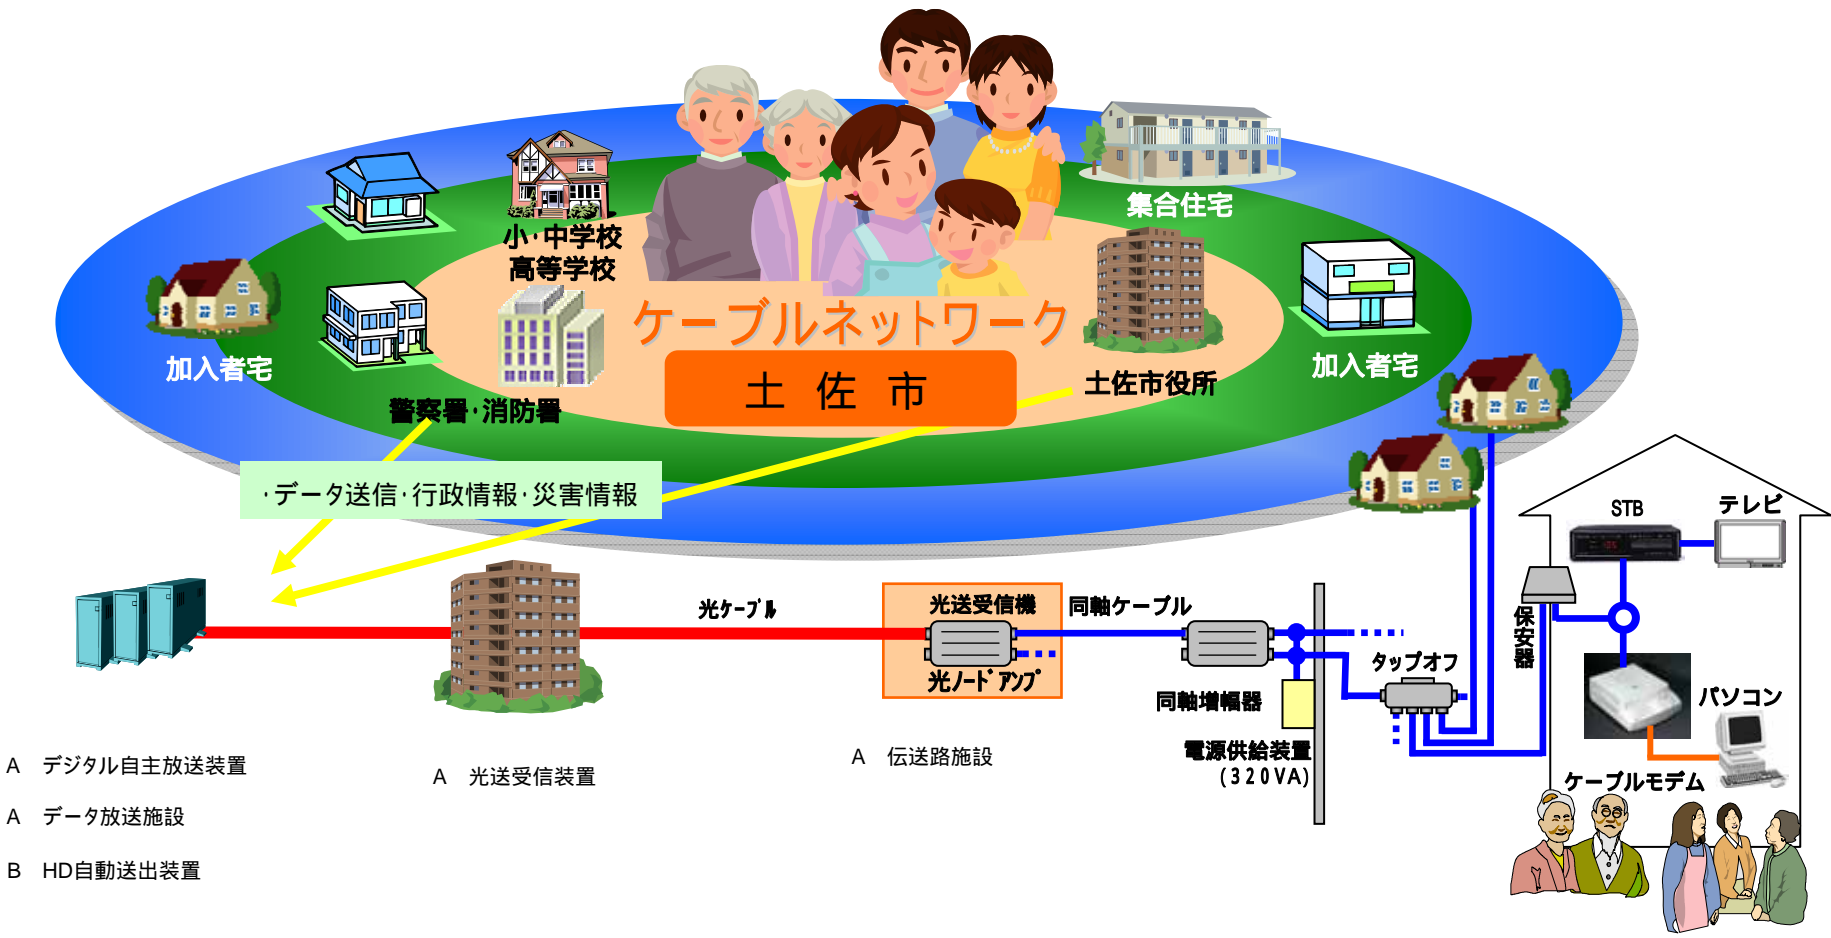 集合住宅
小･中学校
高等学校
ケーブルネットワーク
加入者宅
加入者宅
土 佐 市
土佐市役所
警察署･消防署
･データ送信･行政情報･災害情報
STB
テレビ
光ケーブル
光送受信機
同軸ケーブル
保安器
タップオフ
光ノードアンプ
同軸増幅器
パソコン
電源供給装置
(320VA)
ケーブルモデム
A デジタル自主放送装置
A 光送受信装置
A 伝送路施設
A データ放送施設
B HD自動送出装置